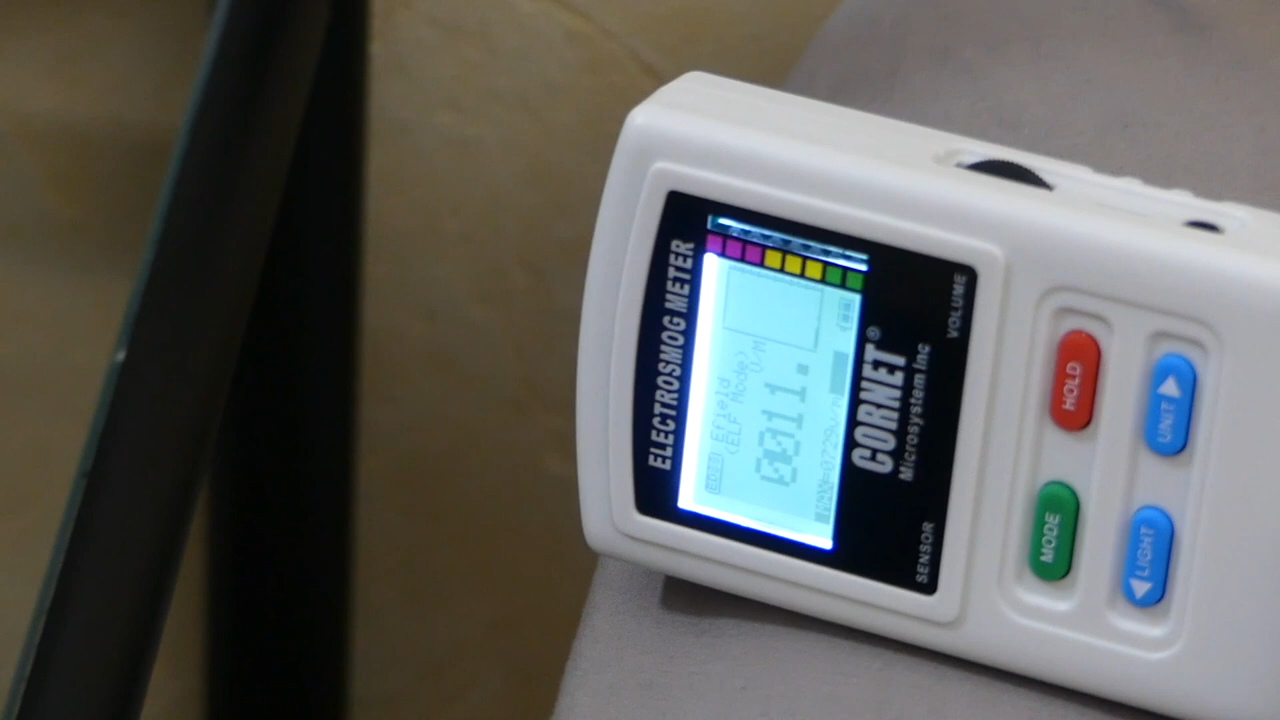 ELECTROSMOG METER
Efield
(ELF Mode)
V/M
0011.
CORNET®
Microsystem Inc
SENSOR
VOLUME
MODE
HOLD
LIGHT
UNIT